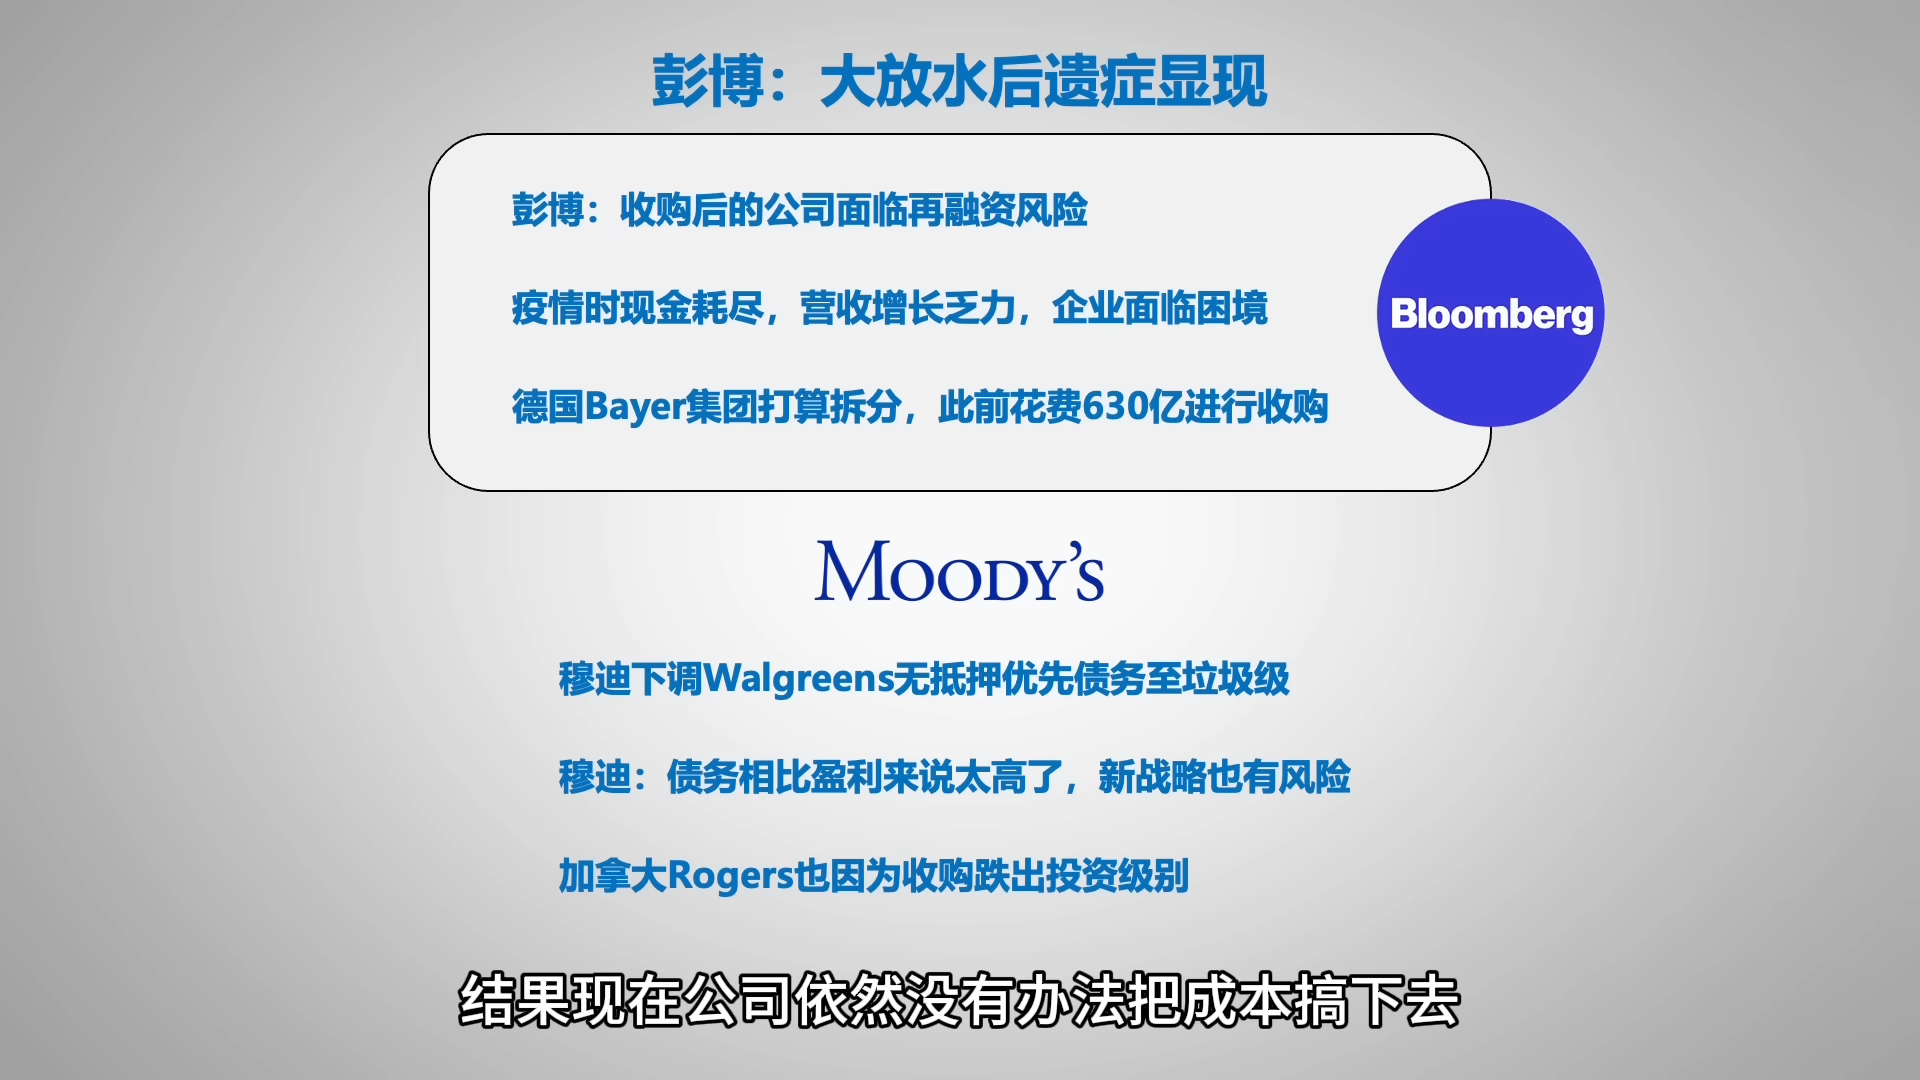 彭博：大放水后遗症显现
彭博：收购后的公司面临再融资风险
疫情时现金耗尽，营收增长乏力，企业面临困境
德国Bayer集团打算拆分，此前花费630亿进行收购
Bloomberg
Moody's
穆迪下调Walgreens无抵押优先债务至垃圾级
穆迪：债务相比盈利来说太高了，新战略也有风险
加拿大Rogers也因为收购跌出投资级别
结果现在公司依然没有办法把成本搞下去